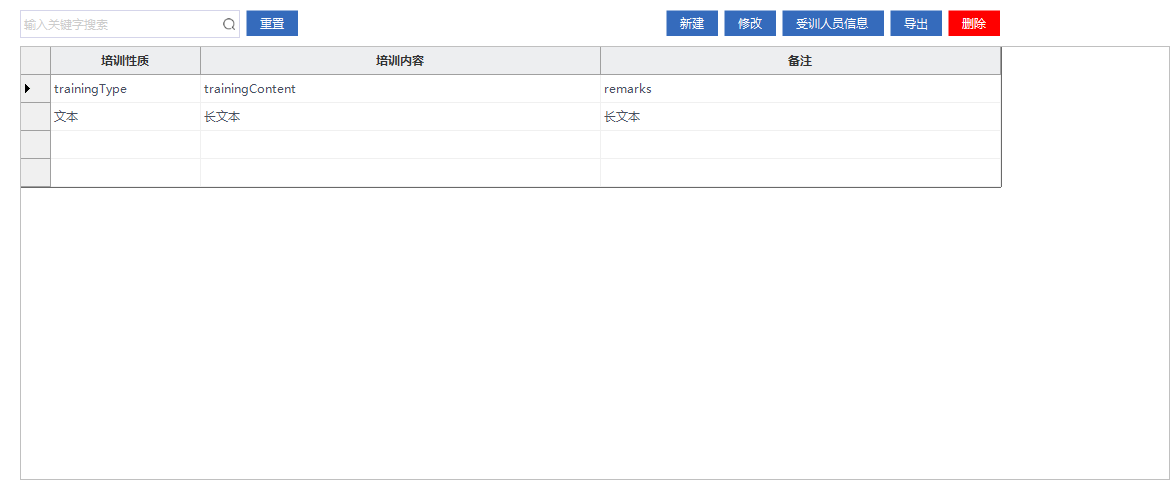 输入关键字搜索 重置 新建 修改 受训人员信息 导出 删除
培训性质 培训内容 备注
trainingType trainingContent remarks
文本 长文本 长文本